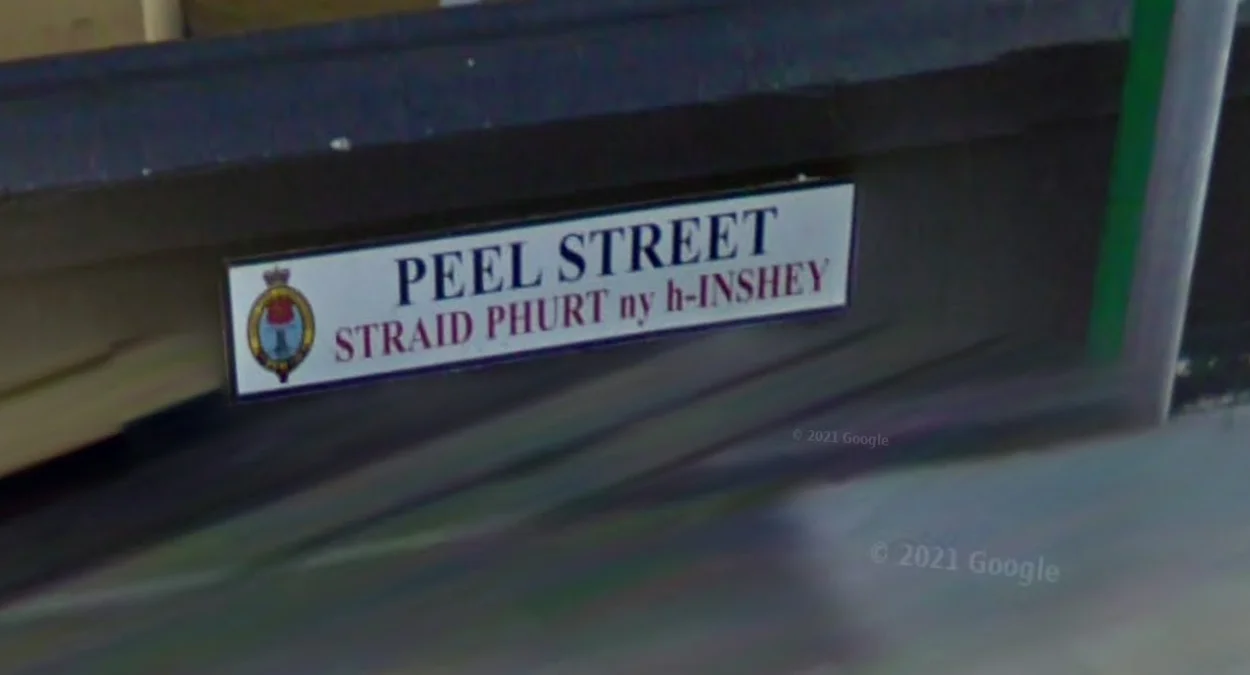 PEEL STREET
STRAID PHURT ny h-INSHEY
© 2021 Google
© 2021 Google